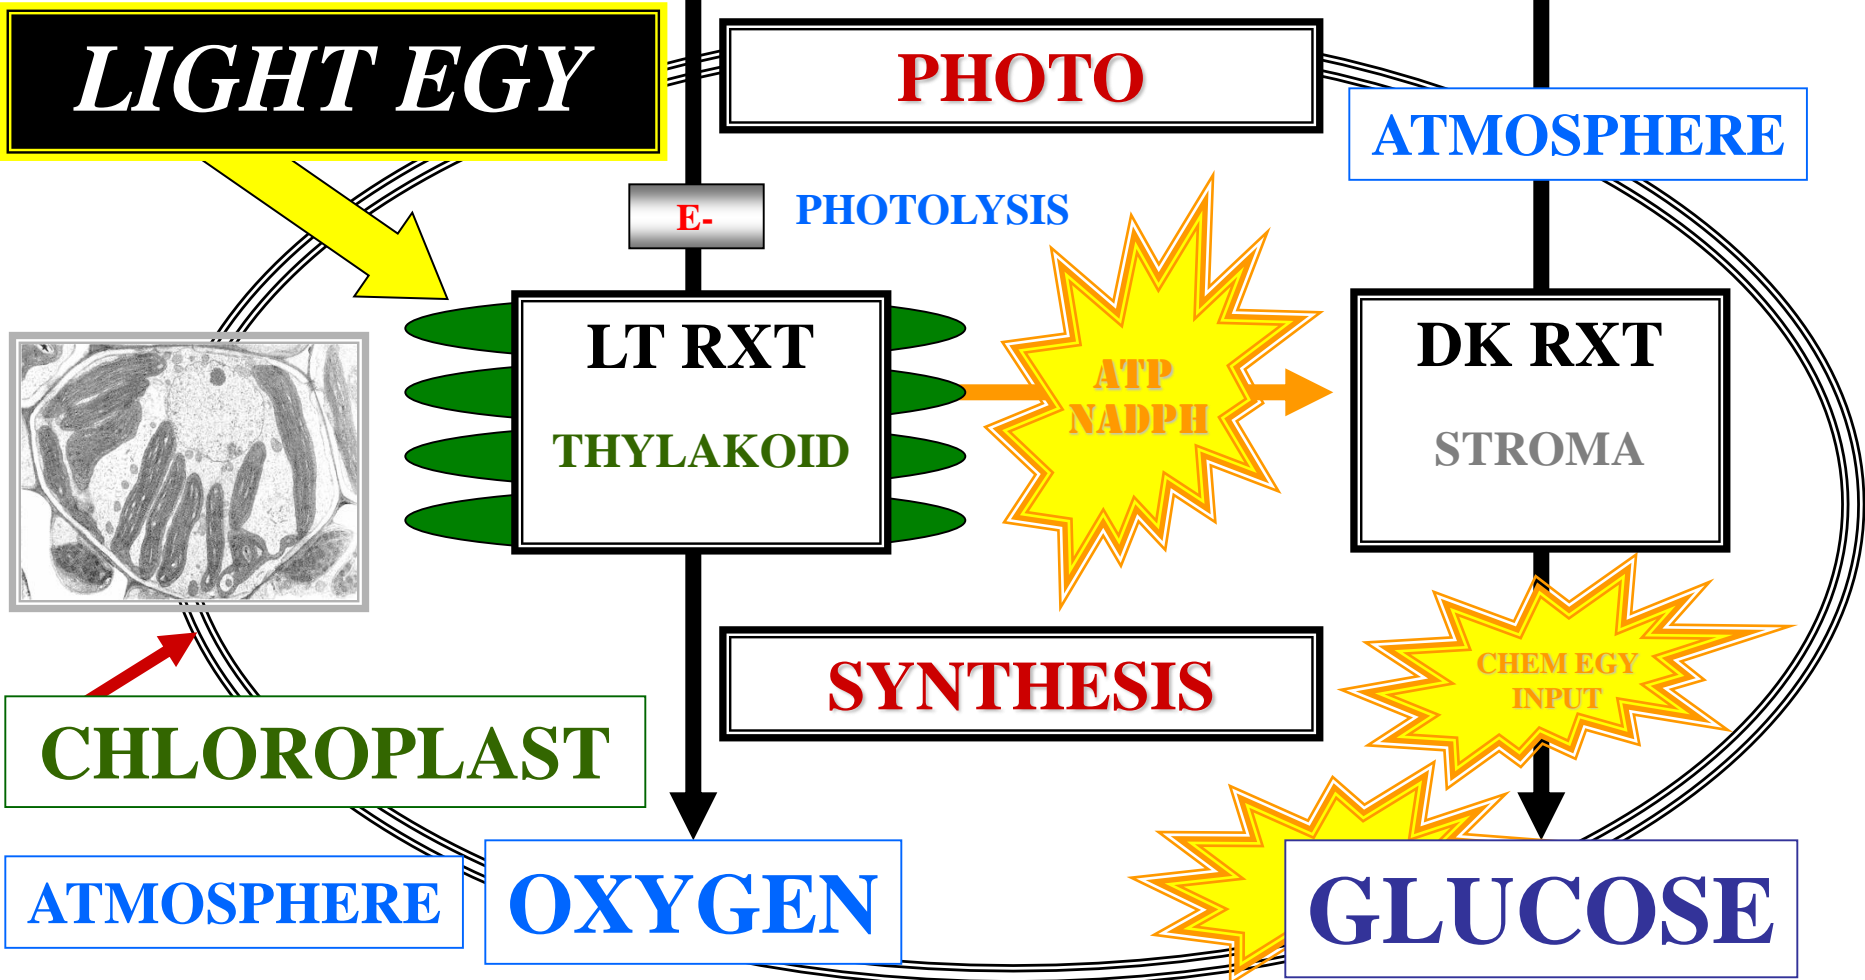 LIGHT EGY
PHOTO
ATMOSPHERE
E-
PHOTOLYSIS
LT RXT
THYLAKOID
ATP
NADPH
DK RXT
STROMA
SYNTHESIS
CHEM EGY
INPUT
CHLOROPLAST
ATMOSPHERE
OXYGEN
GLUCOSE